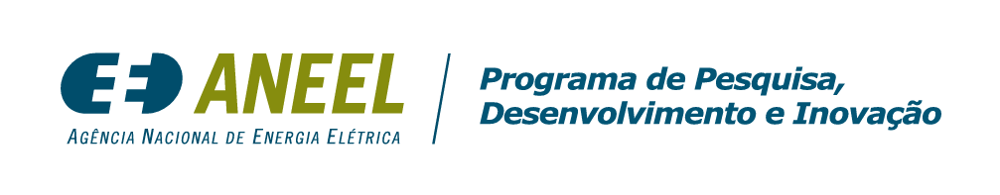 ANEEL
AGÊNCIA NACIONAL DE ENERGIA ELÉTRICA
Programa de Pesquisa,
Desenvolvimento e Inovação